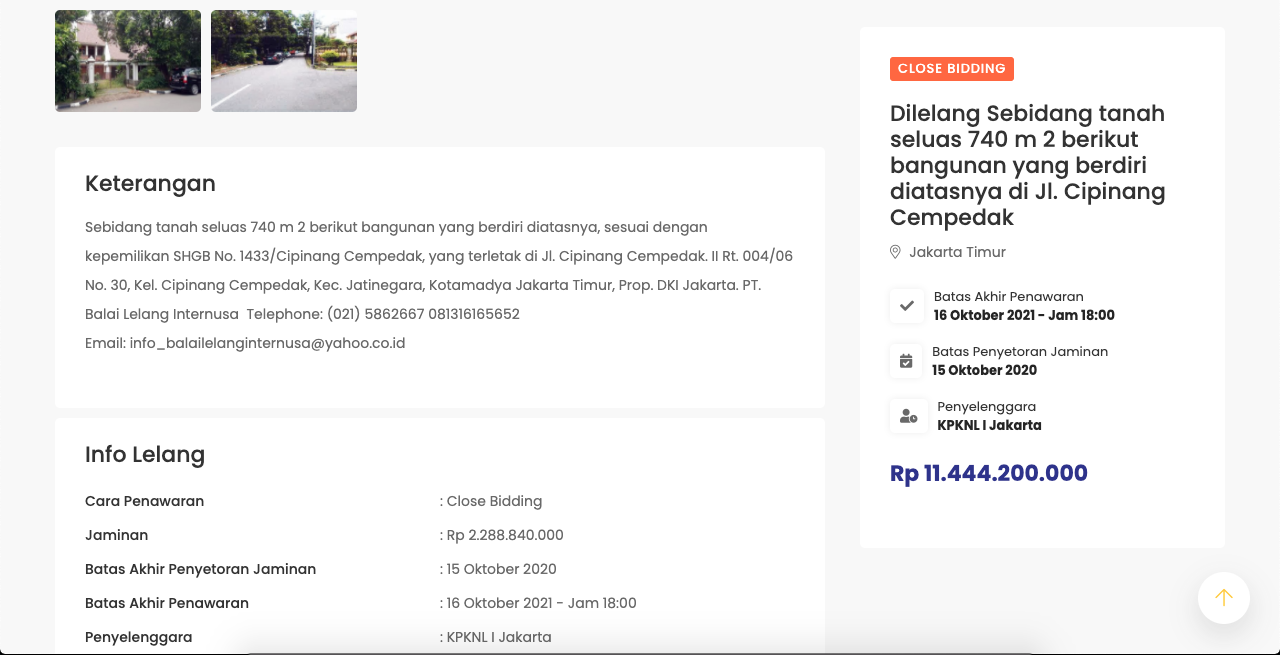 Keterangan
Sebidang tanah seluas 740 m 2 berikut bangunan yang berdiri diatasnya, sesuai dengan
kepemilikan SHGB No. 1433/Cipinang Cempedak, yang terletak di Jl. Cipinang Cempedak. II Rt. 004/06
No. 30, Kel. Cipinang Cempedak, Kec. Jatinegara, Kotamadya Jakarta Timur, Prop. DKI Jakarta. PT.
Balai Lelang Internusa  Telephone: (021) 5862667 081316165652
Email: info_balailelanginternusa@yahoo.co.id
Info Lelang
Cara Penawaran : Close Bidding
Jaminan : Rp 2.288.840.000
Batas Akhir Penyetoran Jaminan : 15 Oktober 2020
Batas Akhir Penawaran : 16 Oktober 2021 - Jam 18:00
Penyelenggara : KPKNL I Jakarta
CLOSE BIDDING
Dilelang Sebidang tanah
seluas 740 m 2 berikut
bangunan yang berdiri
diatasnya di Jl. Cipinang
Cempedak
Jakarta Timur
Batas Akhir Penawaran
16 Oktober 2021 - Jam 18:00
Batas Penyetoran Jaminan
15 Oktober 2020
Penyelenggara
KPKNL I Jakarta
Rp 11.444.200.000